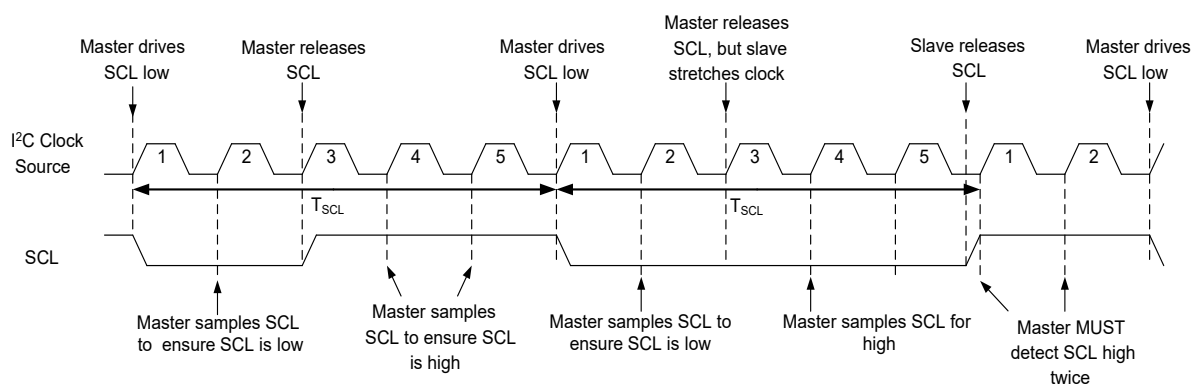 Master drives
SCL low
Master releases
SCL
Master drives
SCL low
Master releases
SCL, but slave
stretches clock
Slave releases
SCL
Master drives
SCL low
I²C Clock
Source
1
2
3
4
5
1
2
3
4
5
1
2
TSCL
TSCL
SCL
Master samples SCL
to ensure SCL is low
Master samples
SCL to ensure SCL
is high
Master samples SCL to
ensure SCL is low
Master samples SCL for
high
Master MUST
detect SCL high
twice